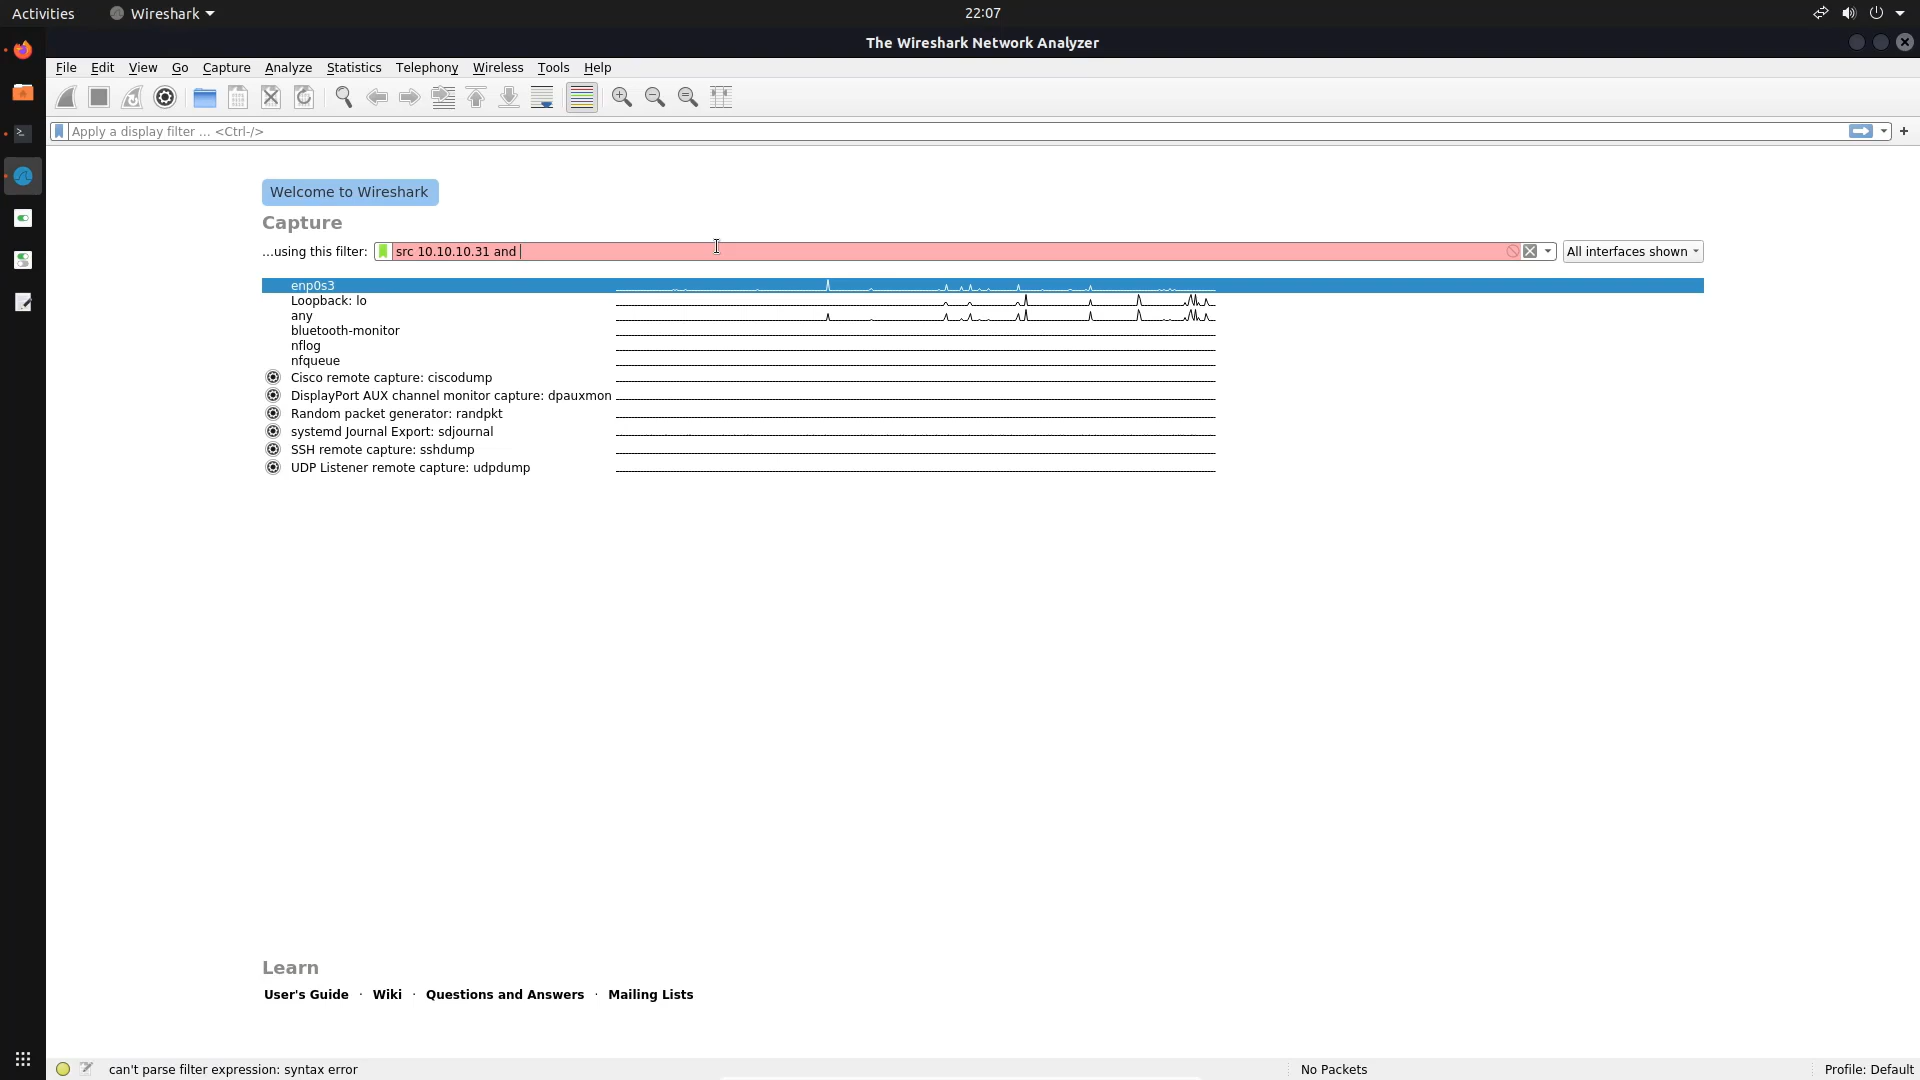 Activities Wireshark 22:07
The Wireshark Network Analyzer
File Edit View Go Capture Analyze Statistics Telephony Wireless Tools Help
Apply a display filter ... <Ctrl-/> +
Welcome to Wireshark
Capture
...using this filter: src 10.10.10.31 and All interfaces shown
enp0s3
Loopback: lo
any
bluetooth-monitor
nflog
nfqueue
Cisco remote capture: ciscodump
DisplayPort AUX channel monitor capture: dpauxmon
Random packet generator: randpkt
systemd Journal Export: sdjournal
SSH remote capture: sshdump
UDP Listener remote capture: udpdump
Learn
User's Guide · Wiki · Questions and Answers · Mailing Lists
can't parse filter expression: syntax error No Packets Profile: Default